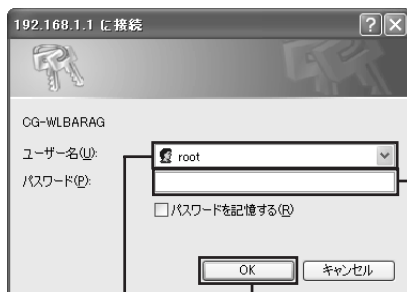 192.168.1.1 に接続
CG-WLBARAG
ユーザー名(U):
root
パスワード(P):
パスワードを記憶する(R)
OK
キャンセル